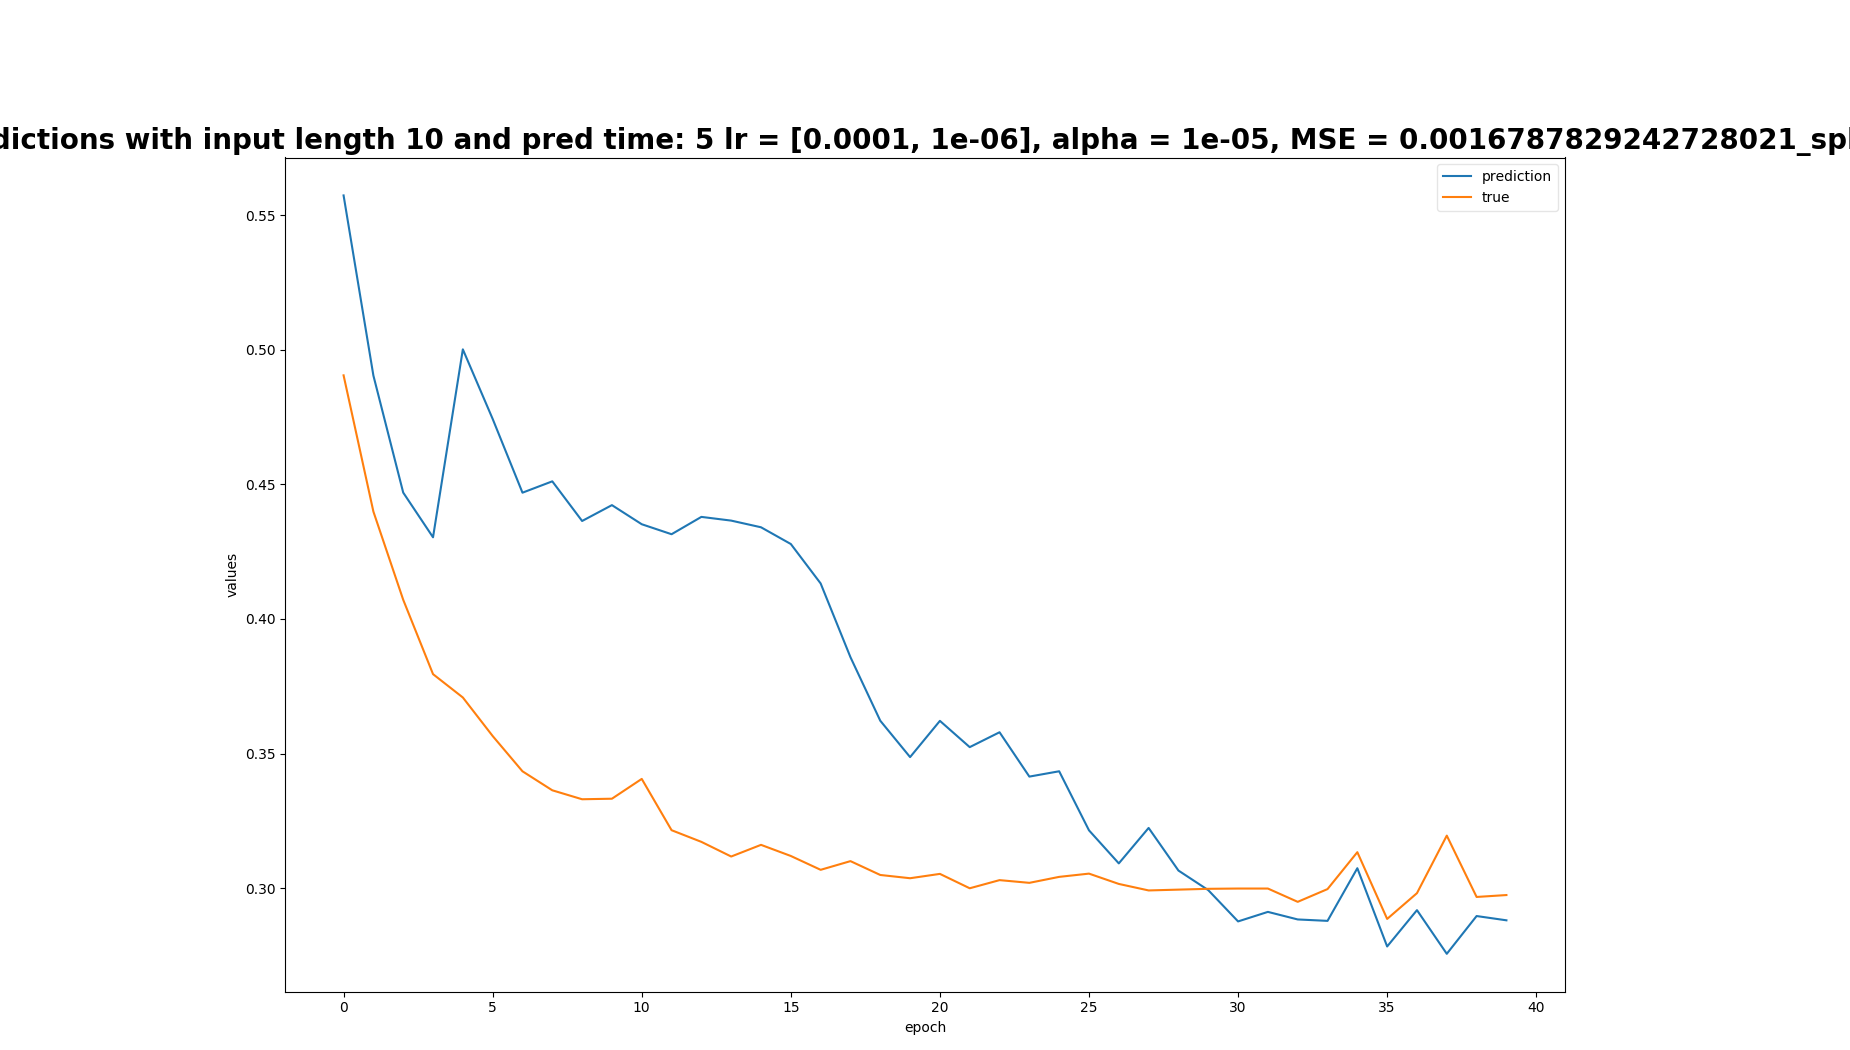 dictions with input length 10 and pred time: 5 lr = [0.0001, 1e-06], alpha = 1e-05, MSE = 0.0016787829242728021_spl
prediction
true
0.55
0.50
0.45
0.40
0.35
0.30
values
0 5 10 15 20 25 30 35 40
epoch